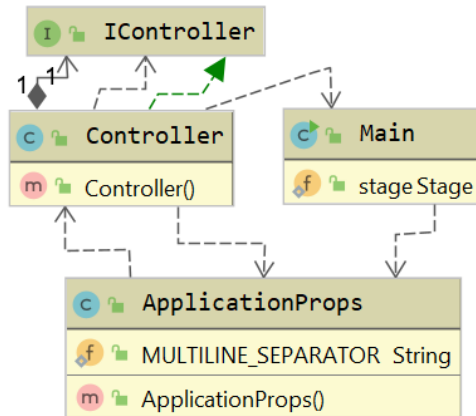 I IController
1 1
C Controller
m Controller()
C Main
f stage Stage
C ApplicationProps
f MULTILINE_SEPARATOR String
m ApplicationProps()